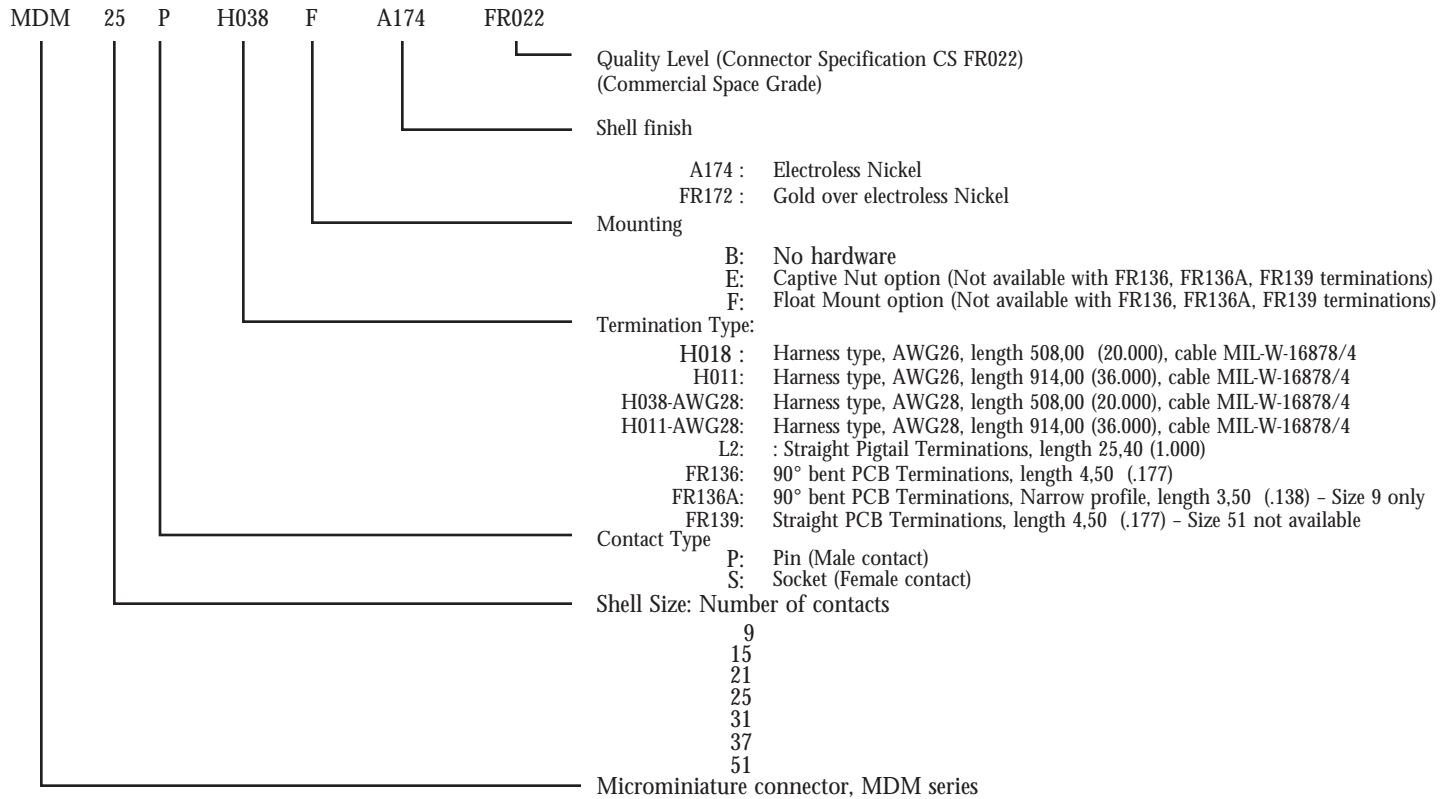 MDM 25 P H038 F A174 FR022
Quality Level (Connector Specification CS FR022)
(Commercial Space Grade)
Shell finish
A174 : Electroless Nickel
FR172 : Gold over electroless Nickel
Mounting
B: No hardware
E: Captive Nut option (Not available with FR136, FR136A, FR139 terminations)
F: Float Mount option (Not available with FR136, FR136A, FR139 terminations)
Termination Type:
H018 : Harness type, AWG26, length 508,00 (20.000), cable MIL-W-16878/4
H011: Harness type, AWG26, length 914,00 (36.000), cable MIL-W-16878/4
H038-AWG28: Harness type, AWG28, length 508,00 (20.000), cable MIL-W-16878/4
H011-AWG28: Harness type, AWG28, length 914,00 (36.000), cable MIL-W-16878/4
L2: : Straight Pigtail Terminations, length 25,40 (1.000)
FR136: 90° bent PCB Terminations, length 4,50 (.177)
FR136A: 90° bent PCB Terminations, Narrow profile, length 3,50 (.138) – Size 9 only
FR139: Straight PCB Terminations, length 4,50 (.177) – Size 51 not available
Contact Type
P: Pin (Male contact)
S: Socket (Female contact)
Shell Size: Number of contacts
9
15
21
25
31
37
51
Microminiature connector, MDM series